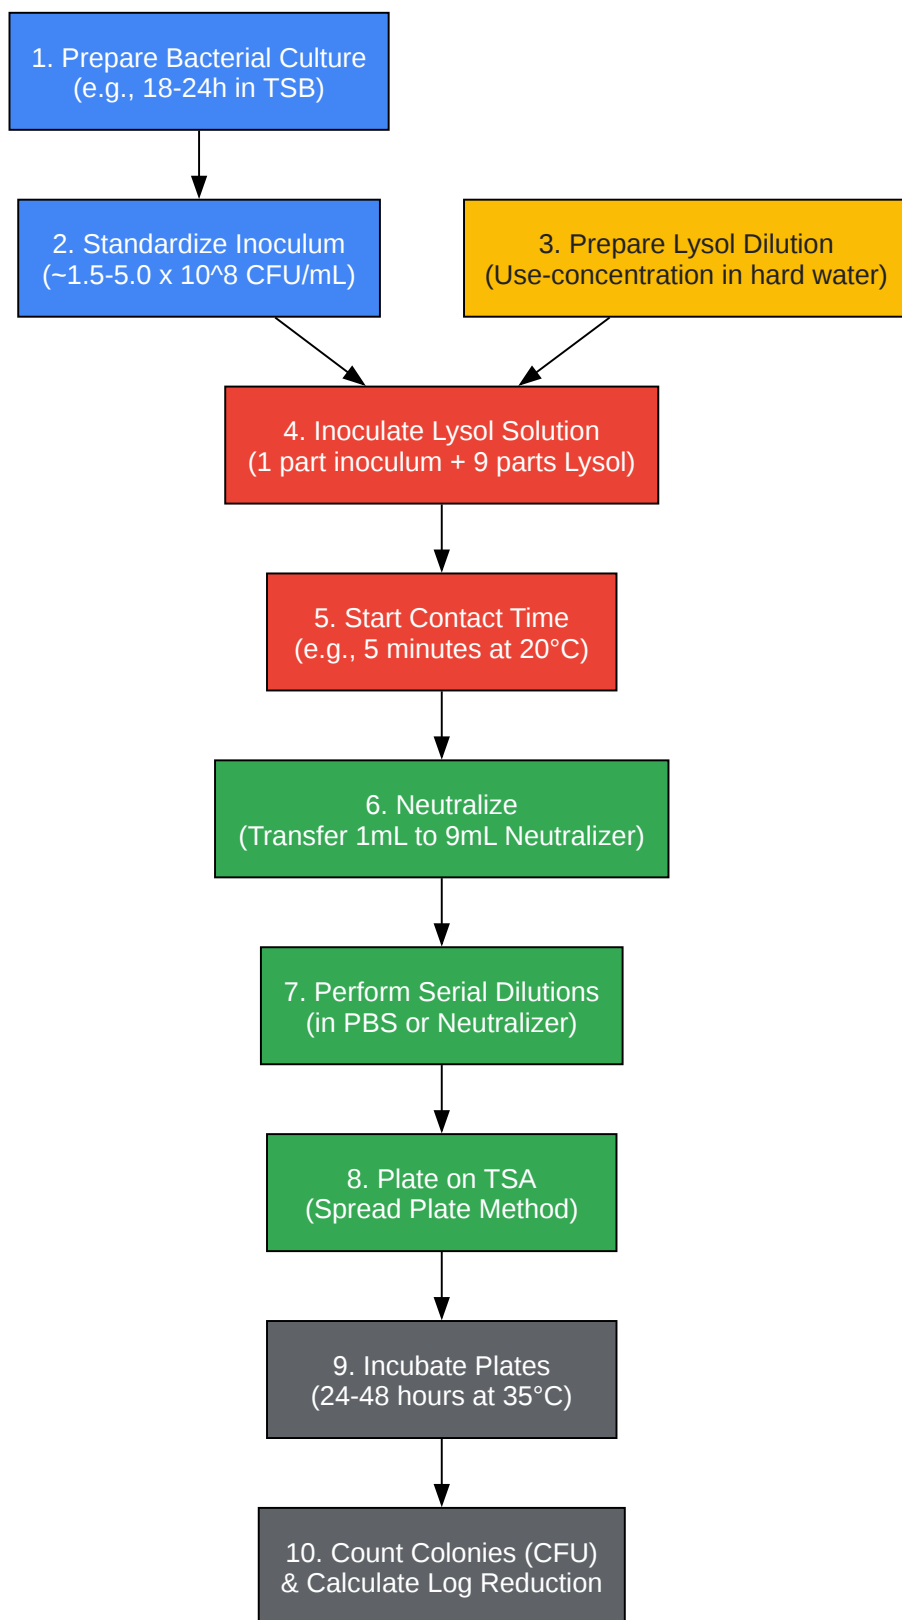 1. Prepare Bacterial Culture
(e.g., 18-24h in TSB)
2. Standardize Inoculum
(~1.5-5.0 x 10^8 CFU/mL)
3. Prepare Lysol Dilution
(Use-concentration in hard water)
4. Inoculate Lysol Solution
(1 part inoculum + 9 parts Lysol)
5. Start Contact Time
(e.g., 5 minutes at 20°C)
6. Neutralize
(Transfer 1mL to 9mL Neutralizer)
7. Perform Serial Dilutions
(in PBS or Neutralizer)
8. Plate on TSA
(Spread Plate Method)
9. Incubate Plates
(24-48 hours at 35°C)
10. Count Colonies (CFU)
& Calculate Log Reduction